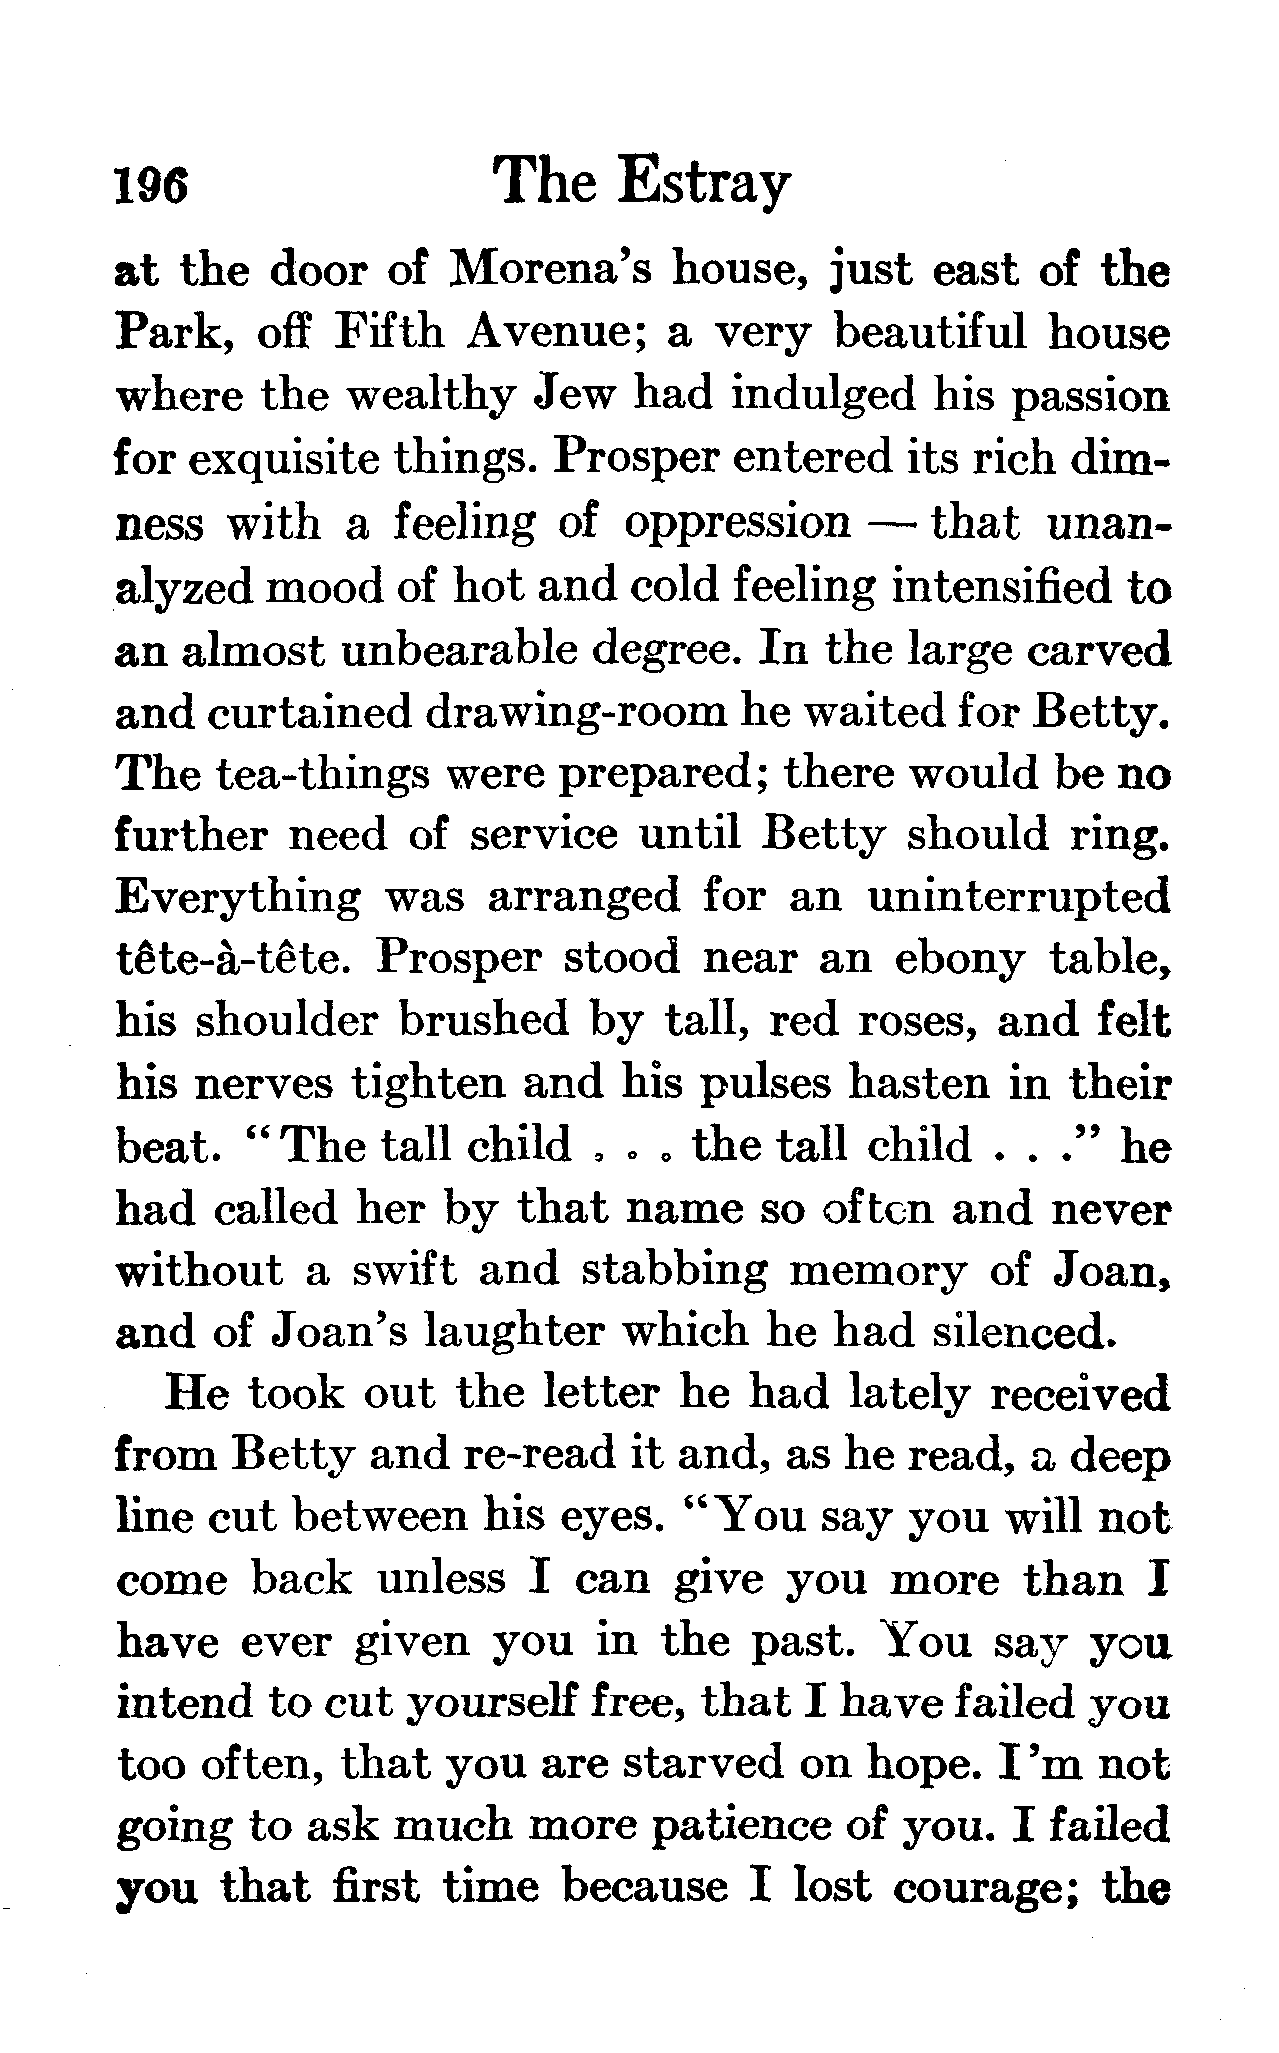 196 The Estray
at the door of Morena's house, just east of the
Park, off Fifth Avenue; a very beautiful house
where the wealthy Jew had indulged his passion
for exquisite things. Prosper entered its rich dim-
ness with a feeling of oppression — that unan-
alyzed mood of hot and cold feeling intensified to
an almost unbearable degree. In the large carved
and curtained drawing-room he waited for Betty.
The tea-things were prepared; there would be no
further need of service until Betty should ring.
Everything was arranged for an uninterrupted
tête-à-tête. Prosper stood near an ebony table,
his shoulder brushed by tall, red roses, and felt
his nerves tighten and his pulses hasten in their
beat. "The tall child . . . the tall child . . ." he
had called her by that name so often and never
without a swift and stabbing memory of Joan,
and of Joan's laughter which he had silenced.
He took out the letter he had lately received
from Betty and re-read it and, as he read, a deep
line cut between his eyes. "You say you will not
come back unless I can give you more than I
have ever given you in the past. You say you
intend to cut yourself free, that I have failed you
too often, that you are starved on hope. I'm not
going to ask much more patience of you. I failed
you that first time because I lost courage; the